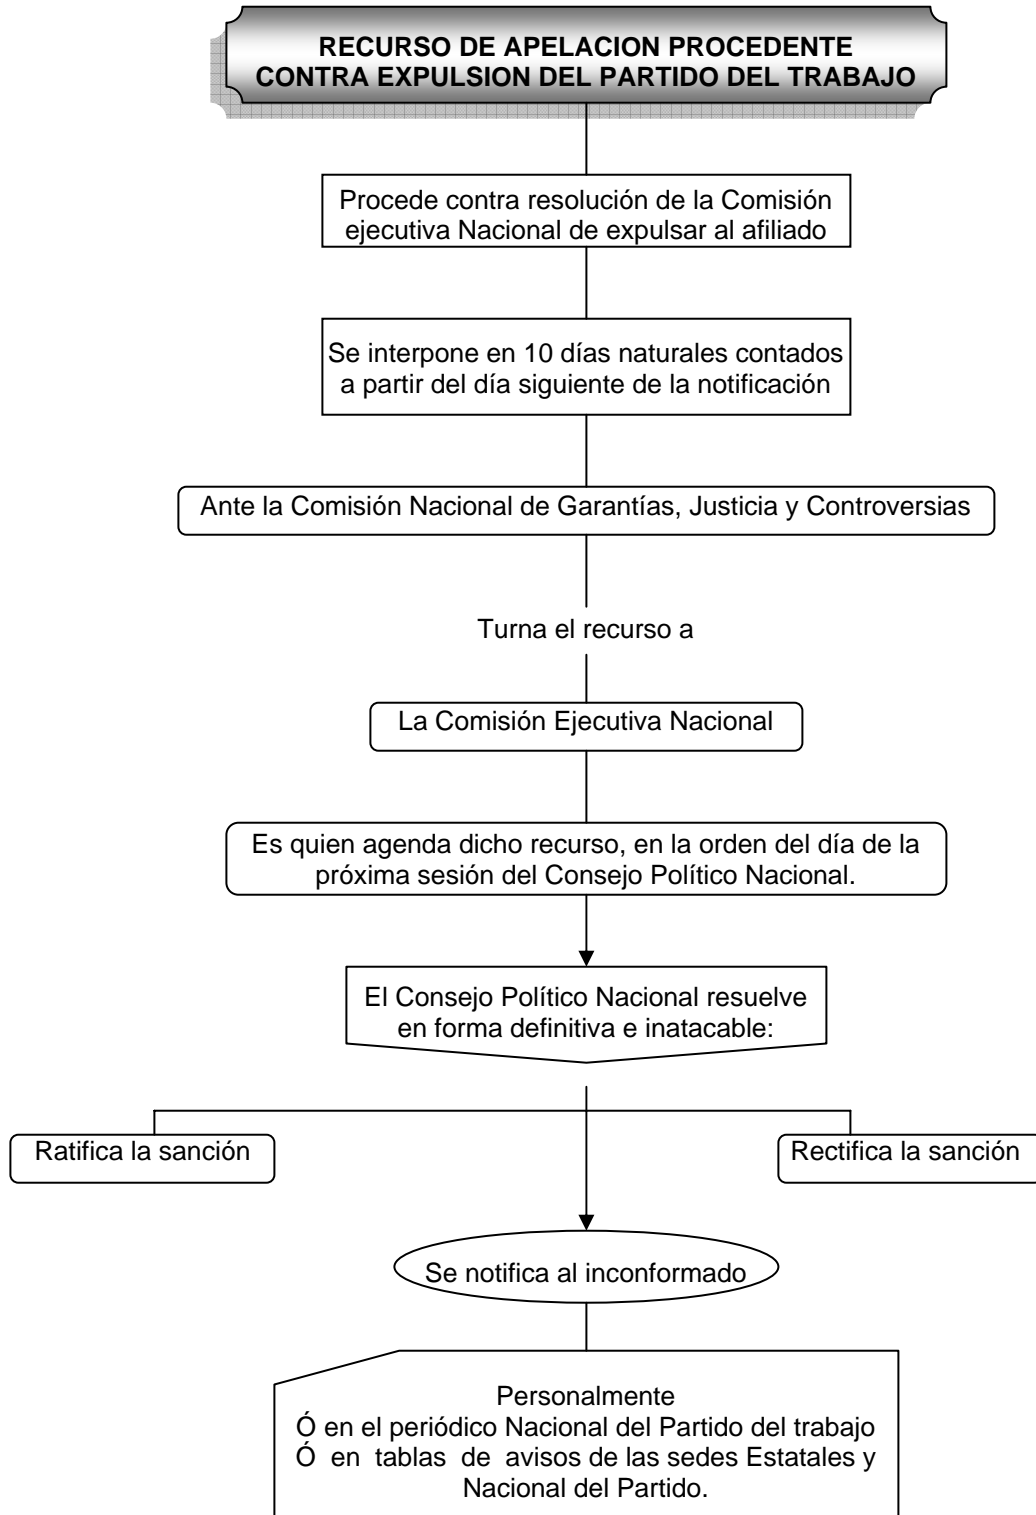 RECURSO DE APELACION PROCEDENTE
CONTRA EXPULSION DEL PARTIDO DEL TRABAJO
Procede contra resolución de la Comisión
ejecutiva Nacional de expulsar al afiliado
Se interpone en 10 días naturales contados
a partir del día siguiente de la notificación
Ante la Comisión Nacional de Garantías, Justicia y Controversias
Turna el recurso a
La Comisión Ejecutiva Nacional
Es quien agenda dicho recurso, en la orden del día de la
próxima sesión del Consejo Político Nacional.
El Consejo Político Nacional resuelve
en forma definitiva e inatacable:
Ratifica la sanción
Rectifica la sanción
Se notifica al inconformado
Personalmente
Ó en el periódico Nacional del Partido del trabajo
Ó en tablas de avisos de las sedes Estatales y
Nacional del Partido.